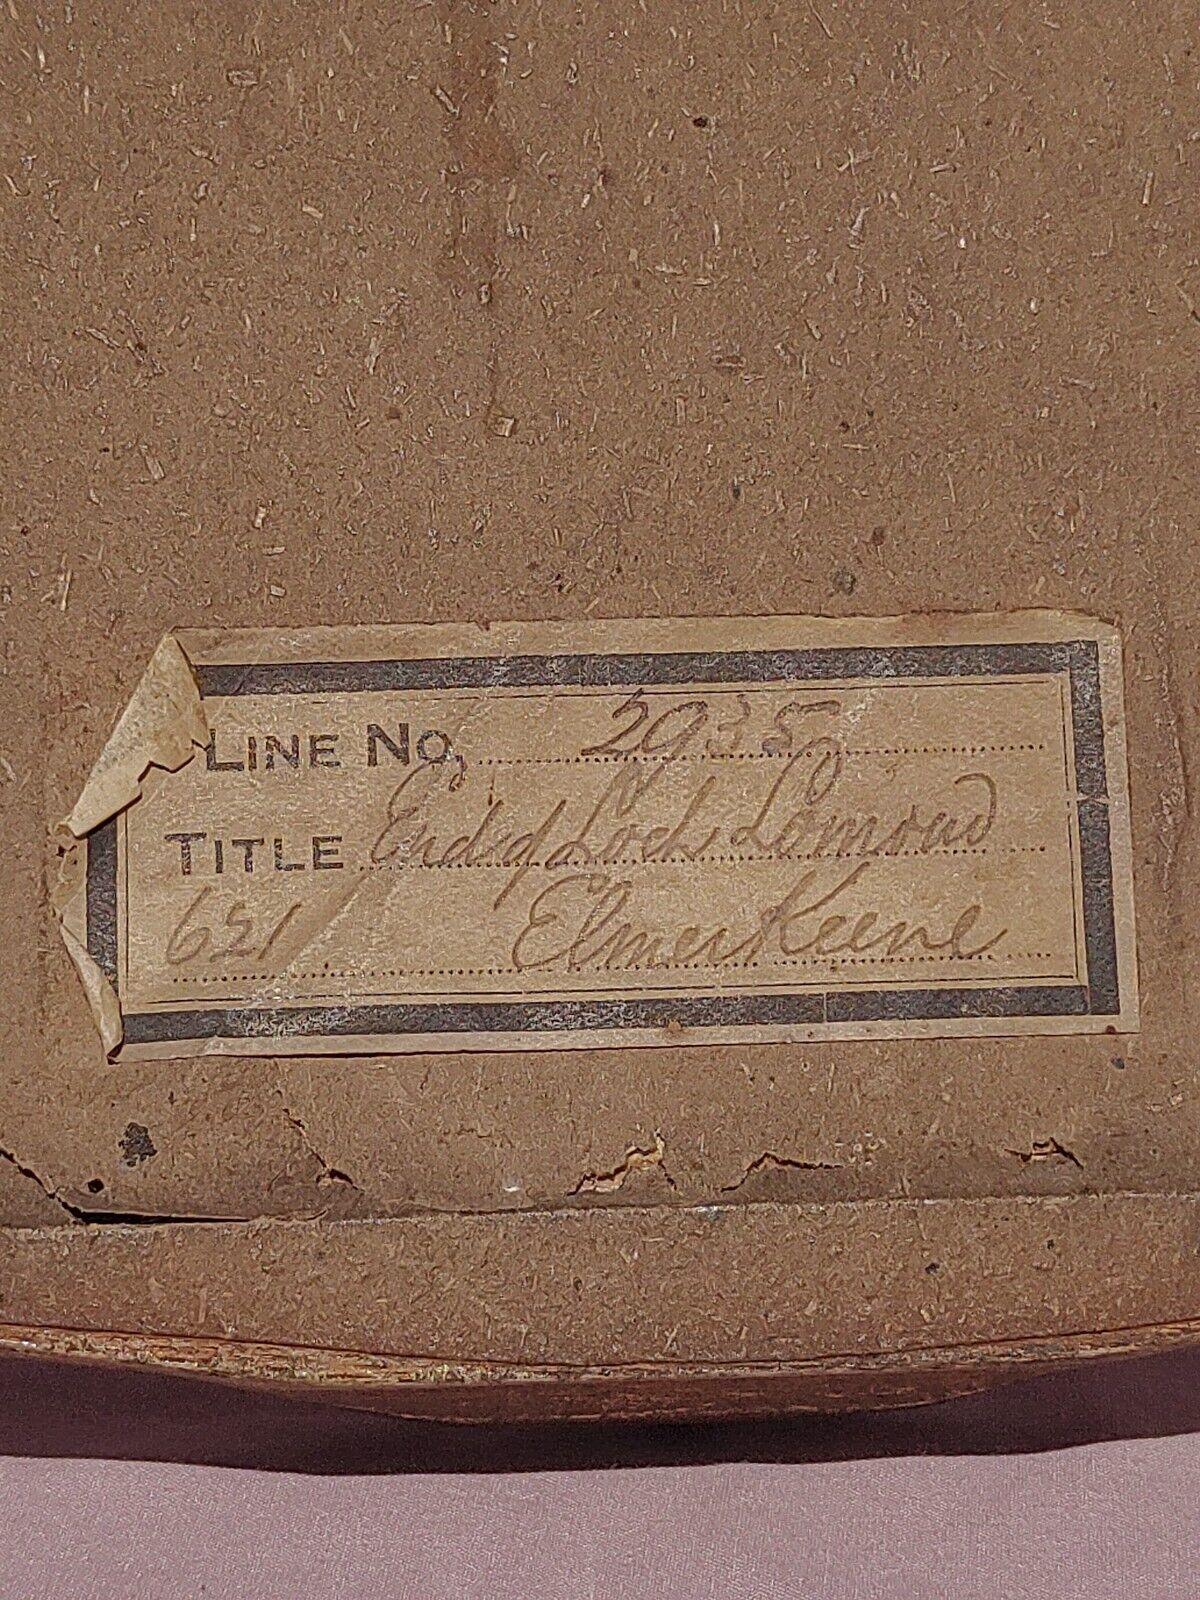 LINE NO. 2935
TITLE End of Loch Lomond
621 Elmer Keene